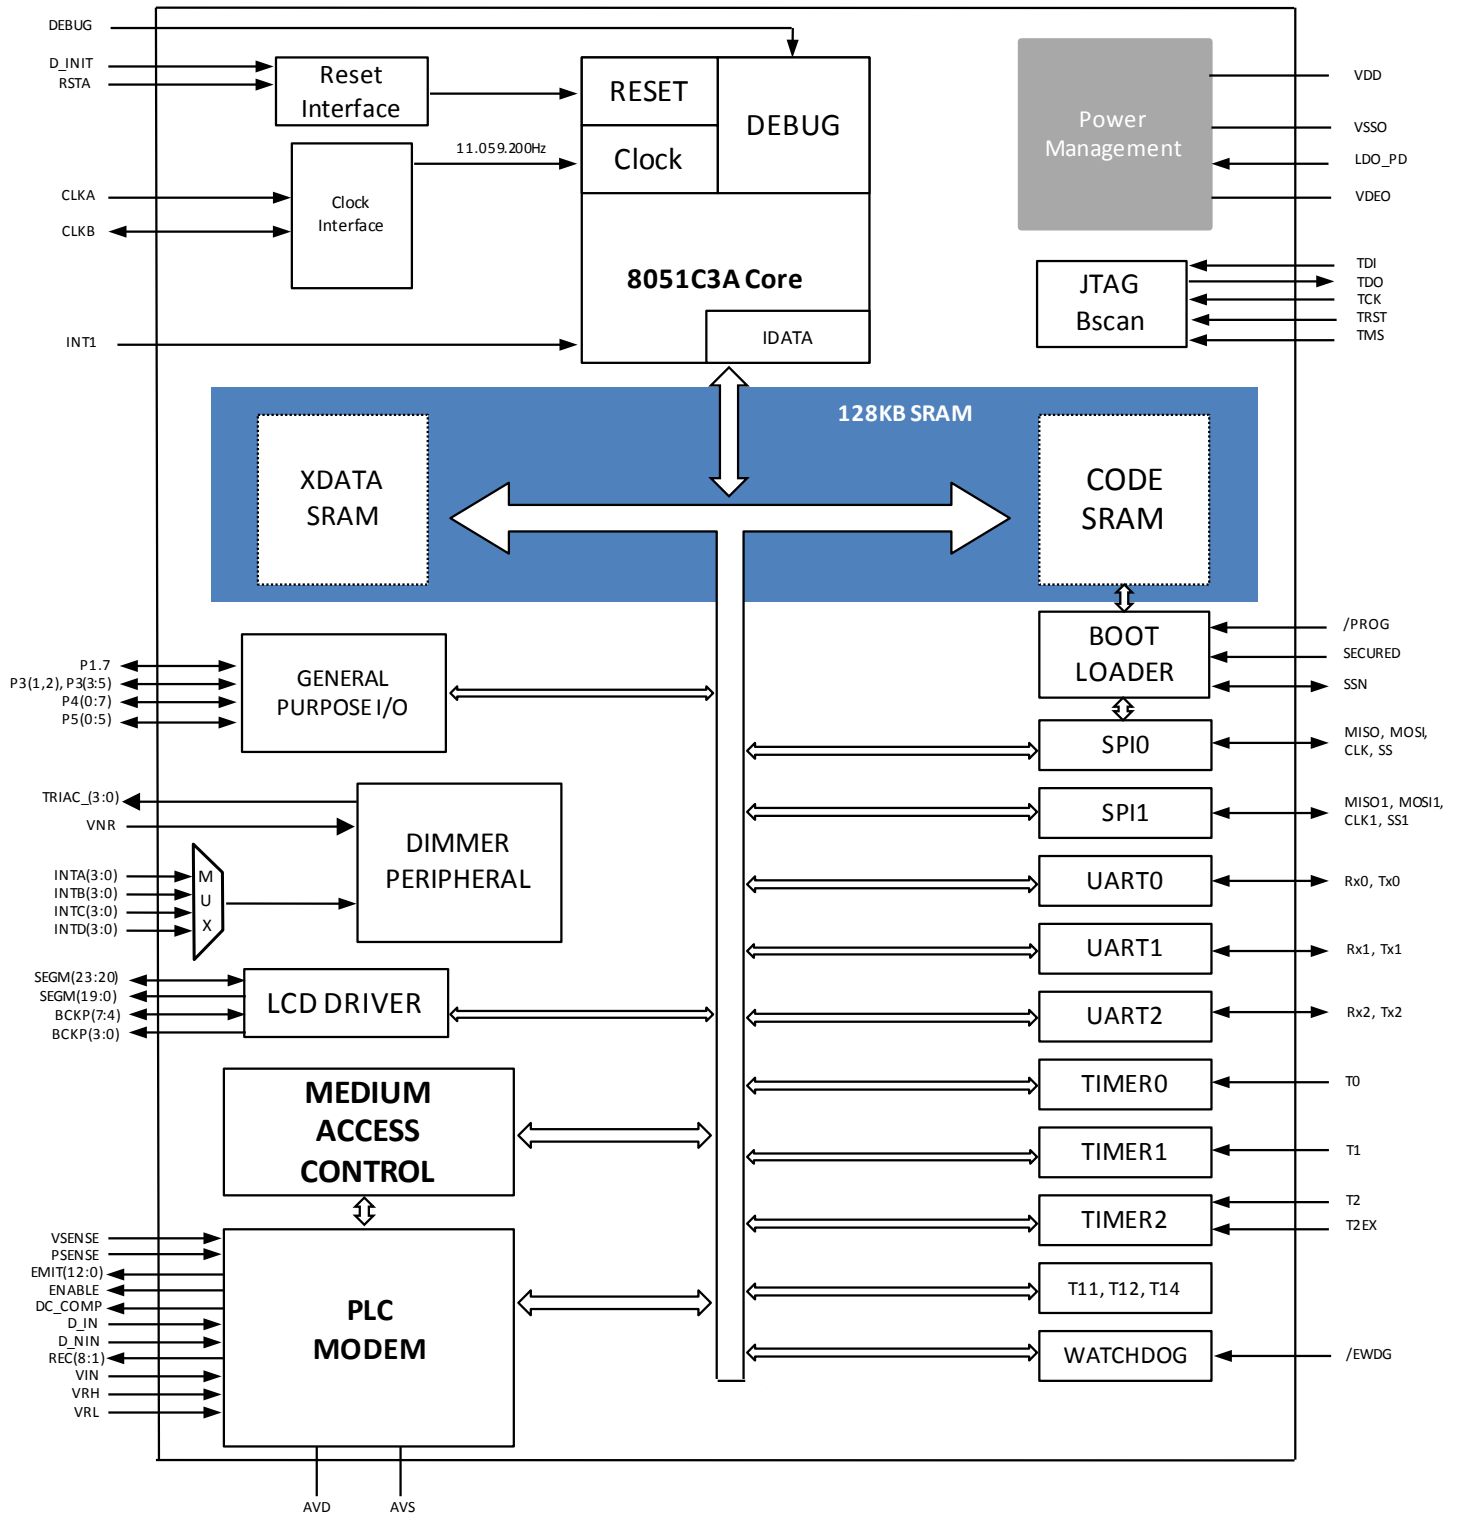 DEBUG
D_INIT
RSTA
Reset
Interface
RESET
DEBUG
Clock
11.059.200Hz
CLKA
CLKB
Clock
Interface
8051C3A Core
INT1
IDATA
Power
Management
VDD
VSSO
LDO_PD
VDEO
JTAG
Bscan
TDI
TDO
TCK
TRST
TMS
128KB SRAM
XDATA
SRAM
CODE
SRAM
BOOT
LOADER
/PROG
SECURED
SSN
P1.7
P3(1,2), P3(3:5)
P4(0:7)
P5(0:5)
GENERAL
PURPOSE I/O
SPI0
MISO, MOSI,
CLK, SS
TRIAC_(3:0)
VNR
DIMMER
PERIPHERAL
INTA(3:0)
INTB(3:0)
INTC(3:0)
INTD(3:0)
M
U
X
SPI1
MISO1, MOSI1,
CLK1, SS1
UART0
Rx0, Tx0
UART1
Rx1, Tx1
SEGM(23:20)
SEGM(19:0)
BCKP(7:4)
BCKP(3:0)
LCD DRIVER
UART2
Rx2, Tx2
MEDIUM
ACCESS
CONTROL
TIMER0
T0
TIMER1
T1
TIMER2
T2
T2EX
VSENSE
PSENSE
EMIT(12:0)
ENABLE
DC_COMP
D_IN
D_NIN
REC(8:1)
VIN
VRH
VRL
PLC
MODEM
T11, T12, T14
WATCHDOG
/EWDG
AVD
AVS